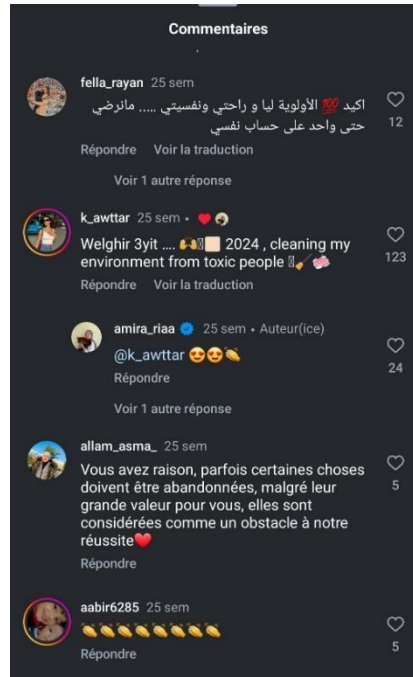 Commentaires
fella_rayan 25 sem
اكيد 💯 الأولوية ليا و راحتي ونفسيتي ..... مانرضي
حتى واحد على حساب نفسي
12
Répondre Voir la traduction
Voir 1 autre réponse
k_awttar 25 sem • ❤️
Welghir 3yit .... 🙌🏻 2024 , cleaning my
environment from toxic people 🧹🧼
123
Répondre Voir la traduction
amira_riaa 25 sem • Auteur(ice)
@k_awttar 😍😍👏
24
Répondre
Voir 1 autre réponse
allam_asma_ 25 sem
Vous avez raison, parfois certaines choses
doivent être abandonnées, malgré leur
grande valeur pour vous, elles sont
considérées comme un obstacle à notre
réussite❤️
5
Répondre
aabir6285 25 sem
👏👏👏👏👏👏👏👏
5
Répondre